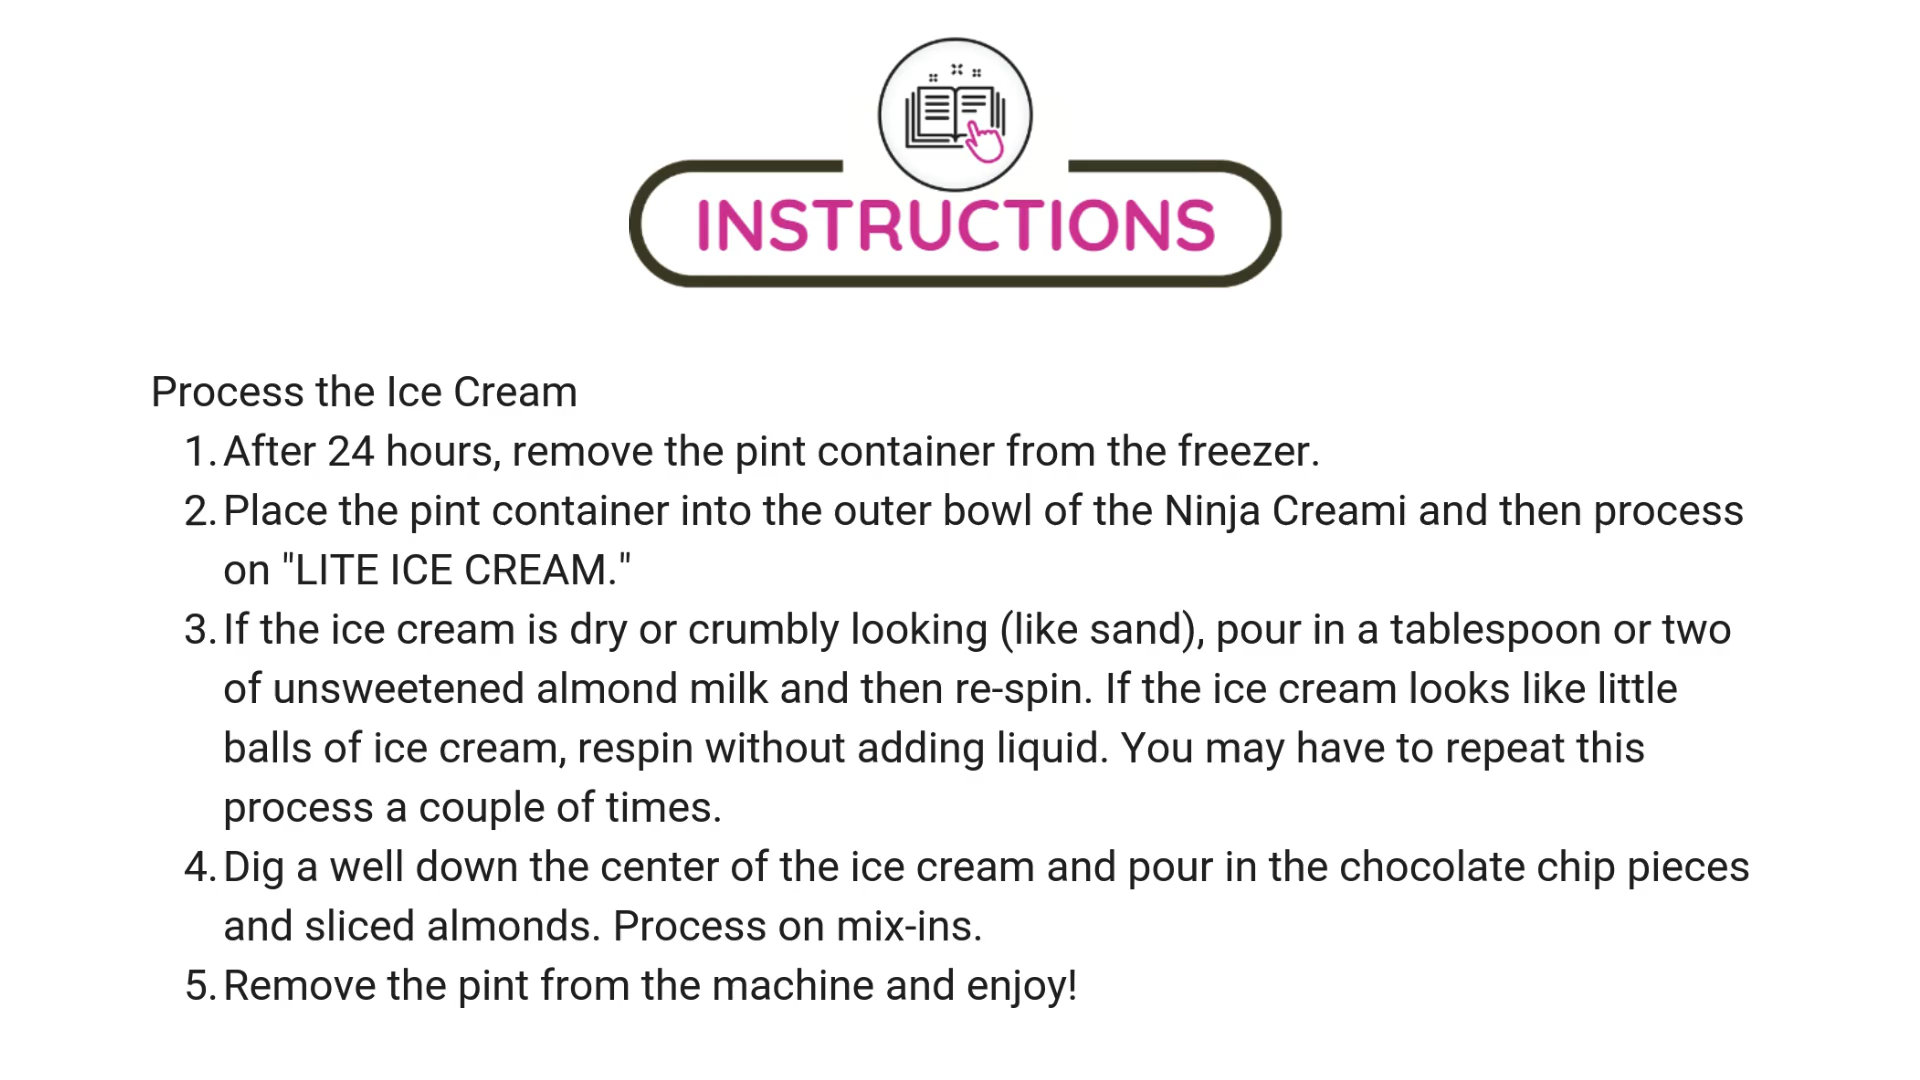 INSTRUCTIONS
Process the Ice Cream
1. After 24 hours, remove the pint container from the freezer.
2. Place the pint container into the outer bowl of the Ninja Creami and then process
on "LITE ICE CREAM."
3. If the ice cream is dry or crumbly looking (like sand), pour in a tablespoon or two
of unsweetened almond milk and then re-spin. If the ice cream looks like little
balls of ice cream, respin without adding liquid. You may have to repeat this
process a couple of times.
4. Dig a well down the center of the ice cream and pour in the chocolate chip pieces
and sliced almonds. Process on mix-ins.
5. Remove the pint from the machine and enjoy!